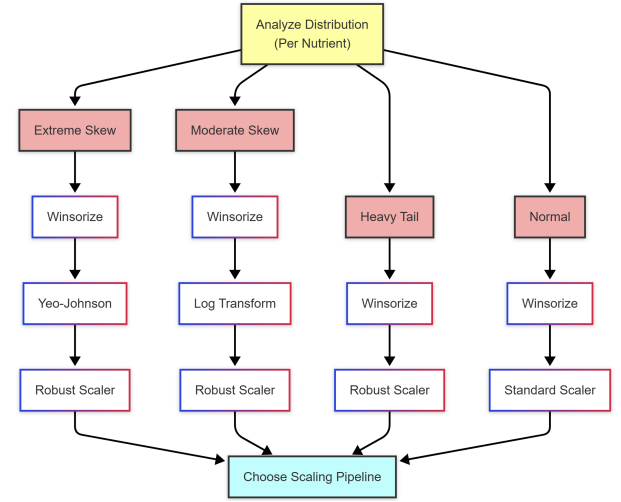 Analyze Distribution
(Per Nutrient)
Extreme Skew
Moderate Skew
Winsorize
Winsorize
Heavy Tail
Normal
Yeo-Johnson
Log Transform
Winsorize
Winsorize
Robust Scaler
Robust Scaler
Robust Scaler
Standard Scaler
Choose Scaling Pipeline